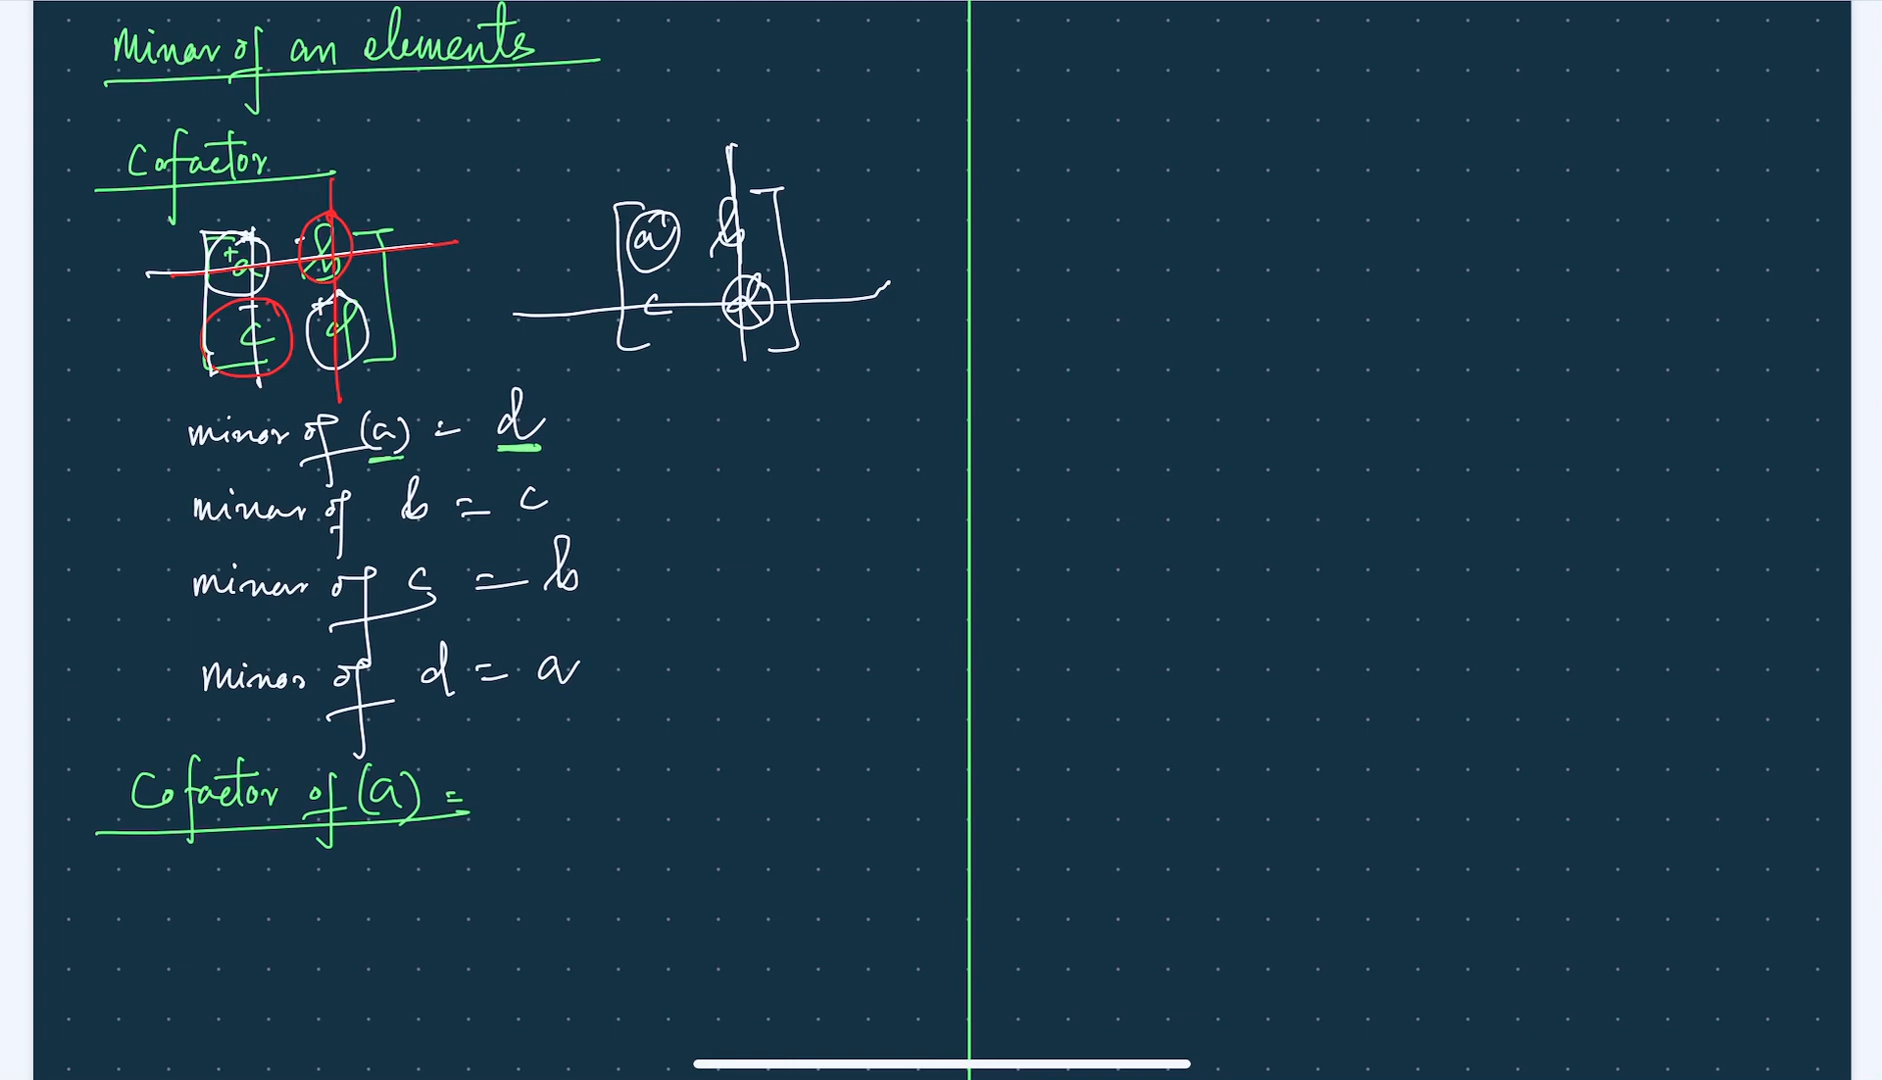 Minor of an elements
Cofactor
+a - b
- c + d
a b
c d
minor of (a) = d
minor of b = c
minor of c = b
minor of d = a
Cofactor of (a) =